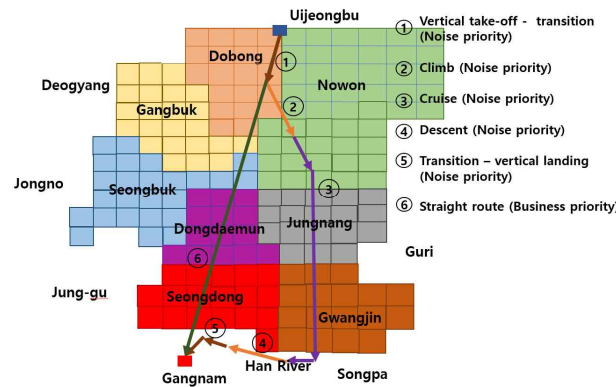 Uijeongbu
① Vertical take-off - transition
(Noise priority)
Dobong
①
Nowon
② Climb (Noise priority)
Deogyang
Gangbuk
②
③ Cruise (Noise priority)
④ Descent (Noise priority)
⑤ Transition – vertical landing
(Noise priority)
Jongno
Seongbuk
③
⑥ Straight route (Business priority)
Dongdaemun
Jungnang
⑥
Guri
Jung-gu
Seongdong
Gwangjin
⑤
④
Han River
Gangnam
Songpa